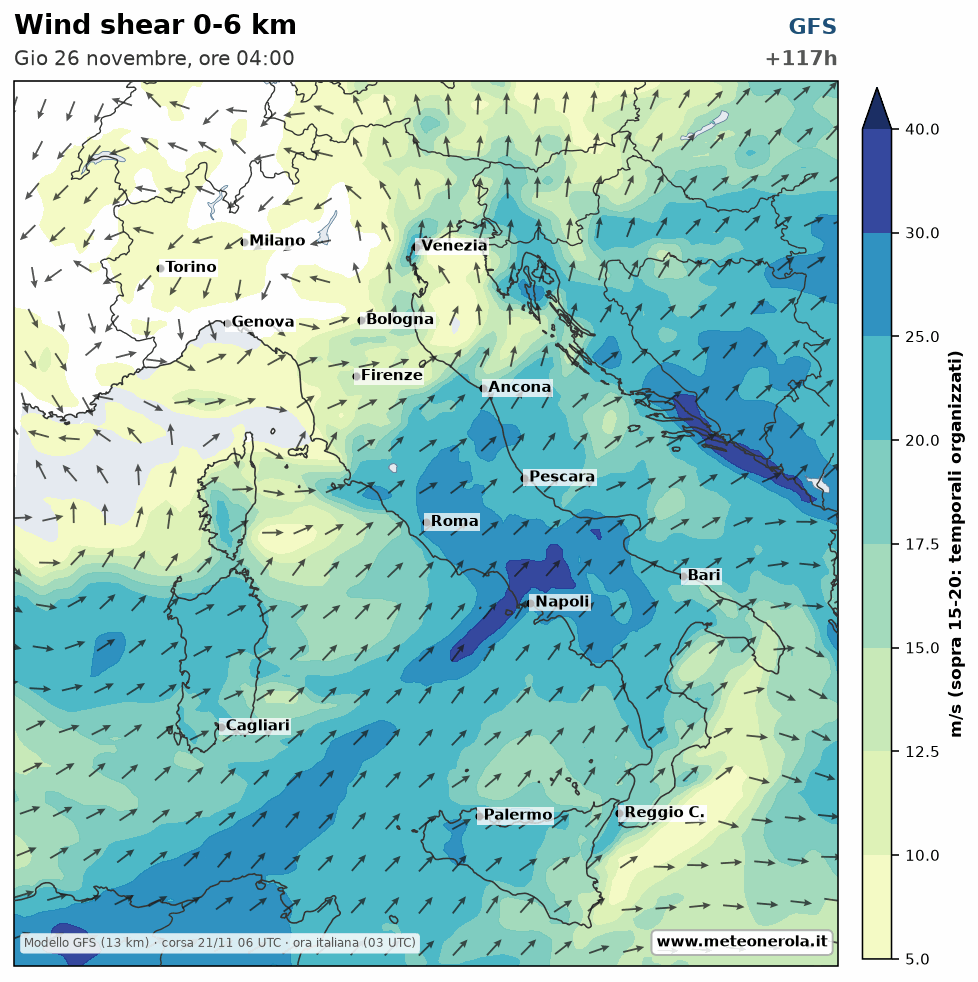 Wind shear 0-6 km
GFS
Gio 26 novembre, ore 04:00
+117h
40.0
30.0
25.0
20.0
17.5
15.0
12.5
10.0
5.0
m/s (sopra 15-20: temporali organizzati)
Venezia
Milano
Torino
Genova
Bologna
Firenze
Ancona
Pescara
Roma
Bari
Napoli
Cagliari
Palermo
Reggio C.
Modello GFS (13 km) · corsa 21/11 06 UTC · ora italiana (03 UTC)
www.meteonerola.it